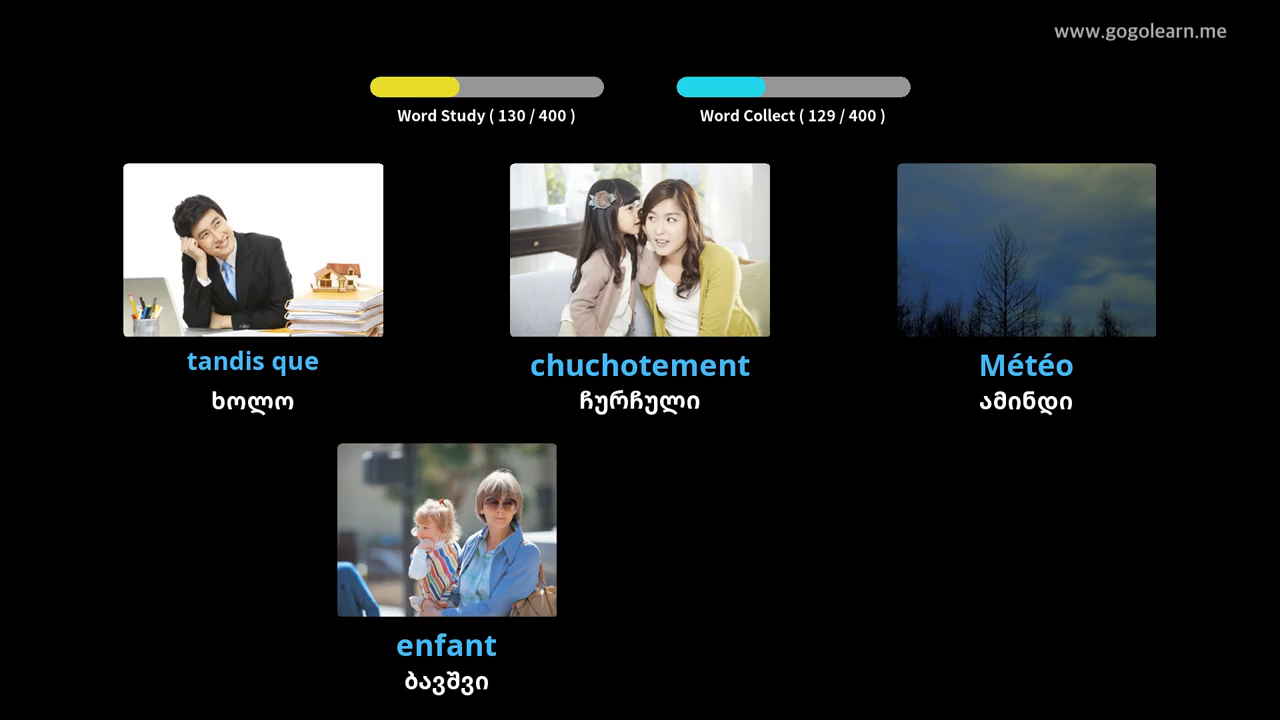 www.gogolearn.me
Word Study ( 130 / 400 )
Word Collect ( 129 / 400 )
tandis que
ხოლო
chuchotement
ჩურჩული
Météo
ამინდი
enfant
ბავშვი